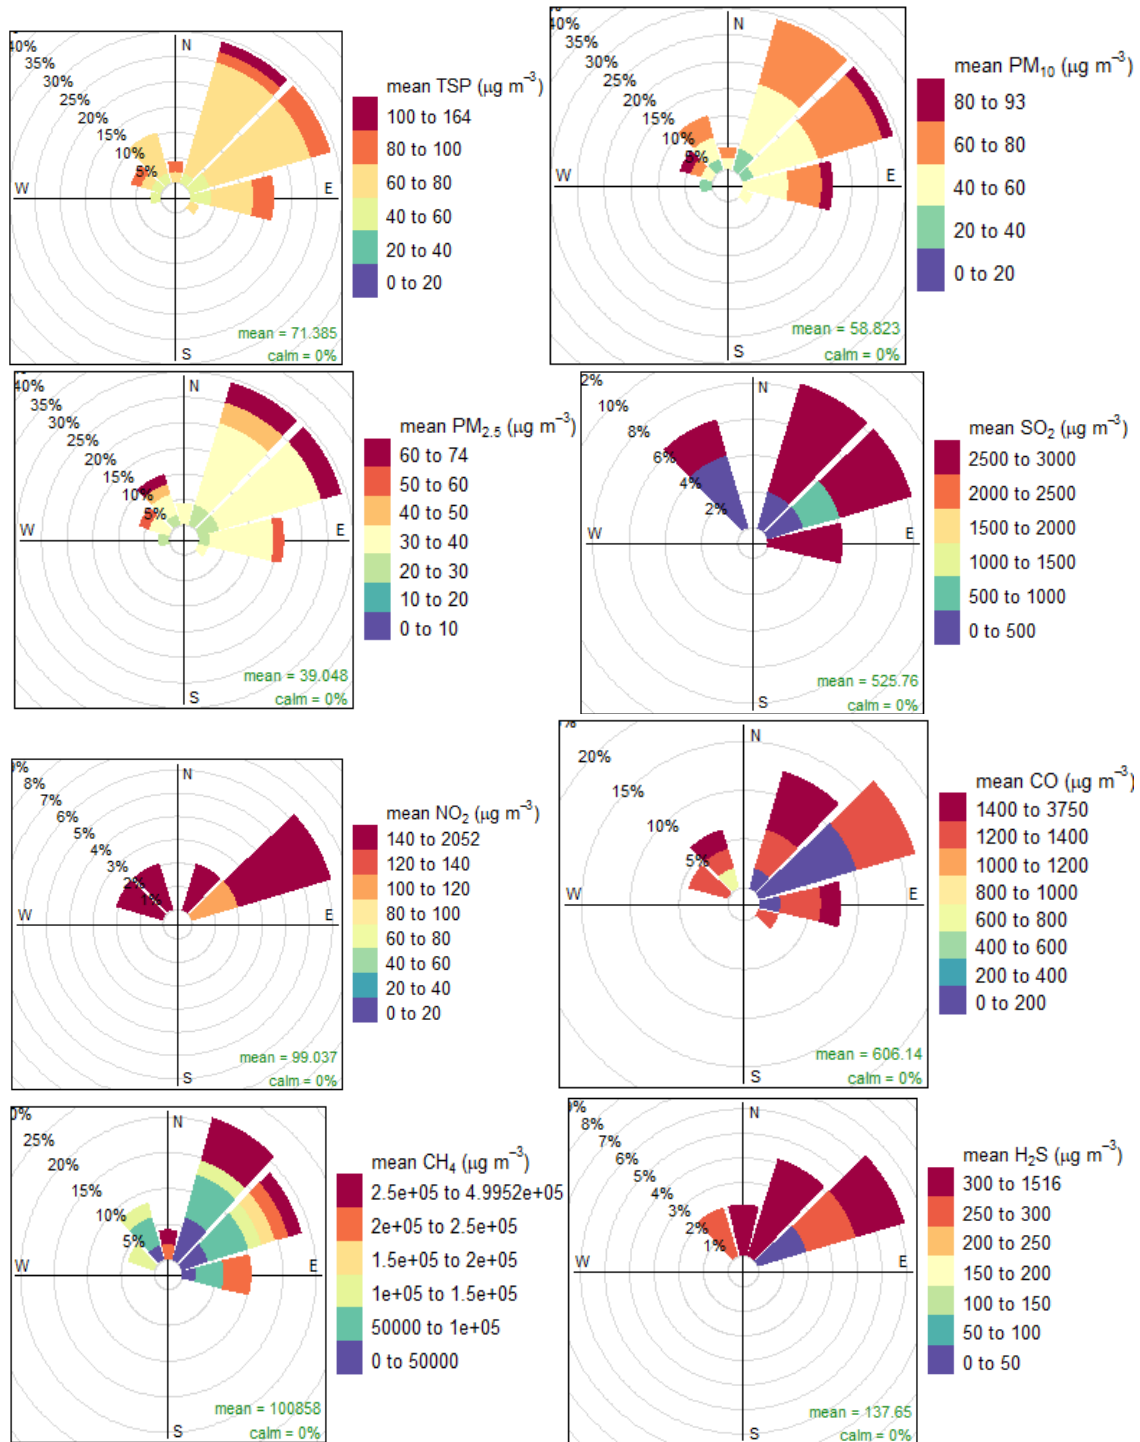 40%
35%
30%
25%
20%
15%
10%
5%
N
W
E
S
mean = 71.385
calm = 0%
mean TSP (μg m⁻³)
100 to 164
80 to 100
60 to 80
40 to 60
20 to 40
0 to 20
40%
35%
30%
25%
20%
15%
10%
5%
N
W
E
S
mean = 58.823
calm = 0%
mean PM₁₀ (μg m⁻³)
80 to 93
60 to 80
40 to 60
20 to 40
0 to 20
40%
35%
30%
25%
20%
15%
10%
5%
N
W
E
S
mean = 39.048
calm = 0%
mean PM₂.₅ (μg m⁻³)
60 to 74
50 to 60
40 to 50
30 to 40
20 to 30
10 to 20
0 to 10
2%
10%
8%
6%
4%
2%
N
W
E
S
mean = 525.76
calm = 0%
mean SO₂ (μg m⁻³)
2500 to 3000
2000 to 2500
1500 to 2000
1000 to 1500
500 to 1000
0 to 500
8%
7%
6%
5%
4%
3%
2%
1%
N
W
E
S
mean = 99.037
calm = 0%
mean NO₂ (μg m⁻³)
140 to 2052
120 to 140
100 to 120
80 to 100
60 to 80
40 to 60
20 to 40
0 to 20
20%
15%
10%
5%
N
W
E
S
mean = 606.14
calm = 0%
mean CO (μg m⁻³)
1400 to 3750
1200 to 1400
1000 to 1200
800 to 1000
600 to 800
400 to 600
200 to 400
0 to 200
0%
25%
20%
15%
10%
5%
N
W
E
S
mean = 100858
calm = 0%
mean CH₄ (μg m⁻³)
2.5e+05 to 4.9952e+05
2e+05 to 2.5e+05
1.5e+05 to 2e+05
1e+05 to 1.5e+05
50000 to 1e+05
0 to 50000
8%
7%
6%
5%
4%
3%
2%
1%
N
W
E
S
mean = 137.65
calm = 0%
mean H₂S (μg m⁻³)
300 to 1516
250 to 300
200 to 250
150 to 200
100 to 150
50 to 100
0 to 50